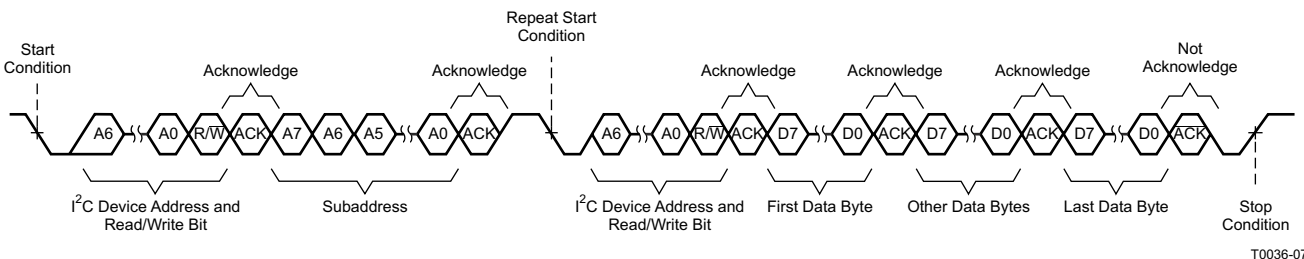 Repeat Start
Condition
Start
Condition
Not
Acknowledge
Acknowledge Acknowledge Acknowledge Acknowledge Acknowledge
A6 A0 R/W̅ ACK A7 A6 A5 A0 ACK A6 A0 R/W̅ ACK D7 D0 ACK D7 D0 ACK D7 D0 A̅C̅K̅
I²C Device Address and
Read/Write Bit
Subaddress
I²C Device Address and
Read/Write Bit
First Data Byte
Other Data Bytes
Last Data Byte
Stop
Condition
T0036-07